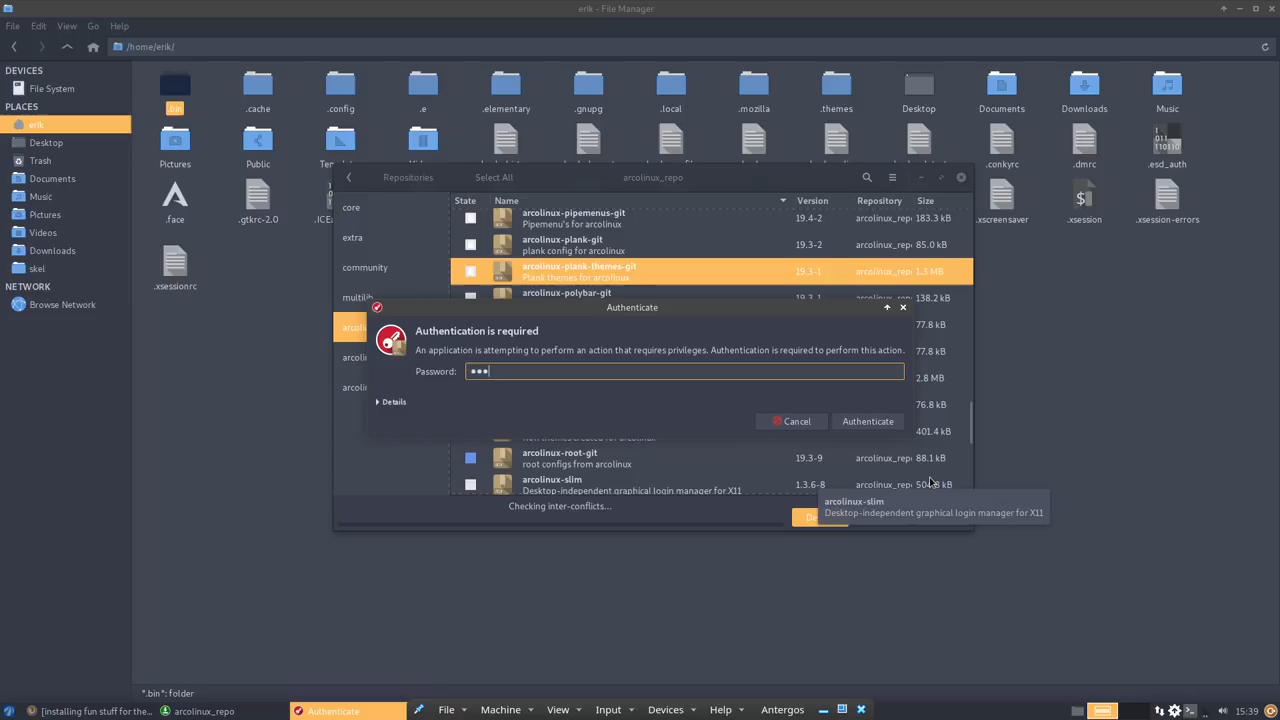 erik - File Manager
File Edit View Go Help
/home/erik/
DEVICES
File System
PLACES
erik
Desktop
Trash
Documents
Music
Pictures
Videos
Downloads
skel
NETWORK
Browse Network
.bin .cache .config .e .elementary .gnupg .local .mozilla .themes Desktop Documents Downloads Music
Pictures Public .conkyrc .dmrc .esd_auth
.face .gtkrc-2.0 .xscreensaver .xsession .xsession-errors
.xsessionrc
Repositories Select All arcolinux_repo
core
extra
community
multilib
State Name Version Repository Size
arcolinux-pipemenus-git 19.4-2 183.3 kB
Pipemenu's for arcolinux
arcolinux-plank-git 19.3-2 85.0 kB
plank config for arcolinux
arcolinux-plank-themes-git 19.3-1 1.3 MB
Plank themes for arcolinux
arcolinux-polybar-git 19.3-1 138.2 kB
77.8 kB
77.8 kB
2.8 MB
76.8 kB
401.4 kB
Authenticate
Authentication is required
An application is attempting to perform an action that requires privileges. Authentication is required to perform this action.
Password:
Details
Cancel Authenticate
arcolinux-root-git 19.3-9 88.1 kB
root configs from arcolinux
arcolinux-slim 1.3.6-8
Desktop-independent graphical login manager for X11
Checking inter-conflicts...
arcolinux-slim
Desktop-independent graphical login manager for X11
".bin": folder
[installing fun stuff for the... arcolinux_repo Authenticate File Machine View Input Devices Help Antergos 15:39